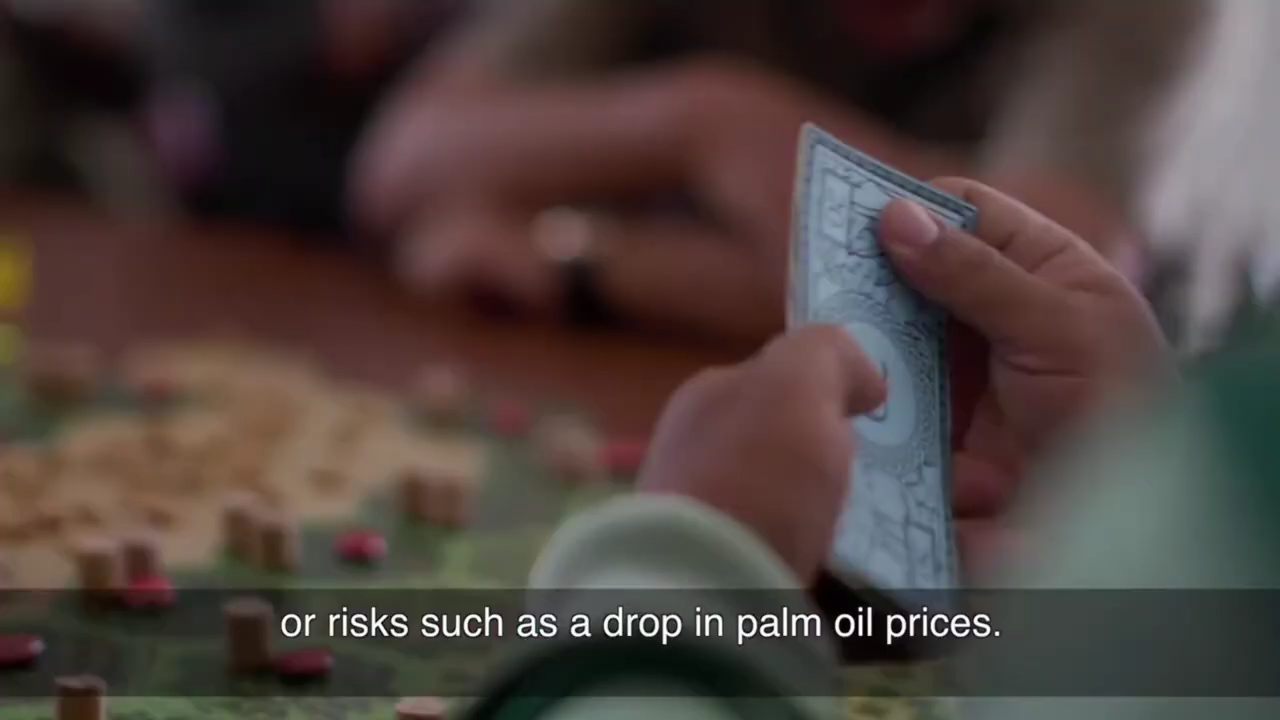 or risks such as a drop in palm oil prices.